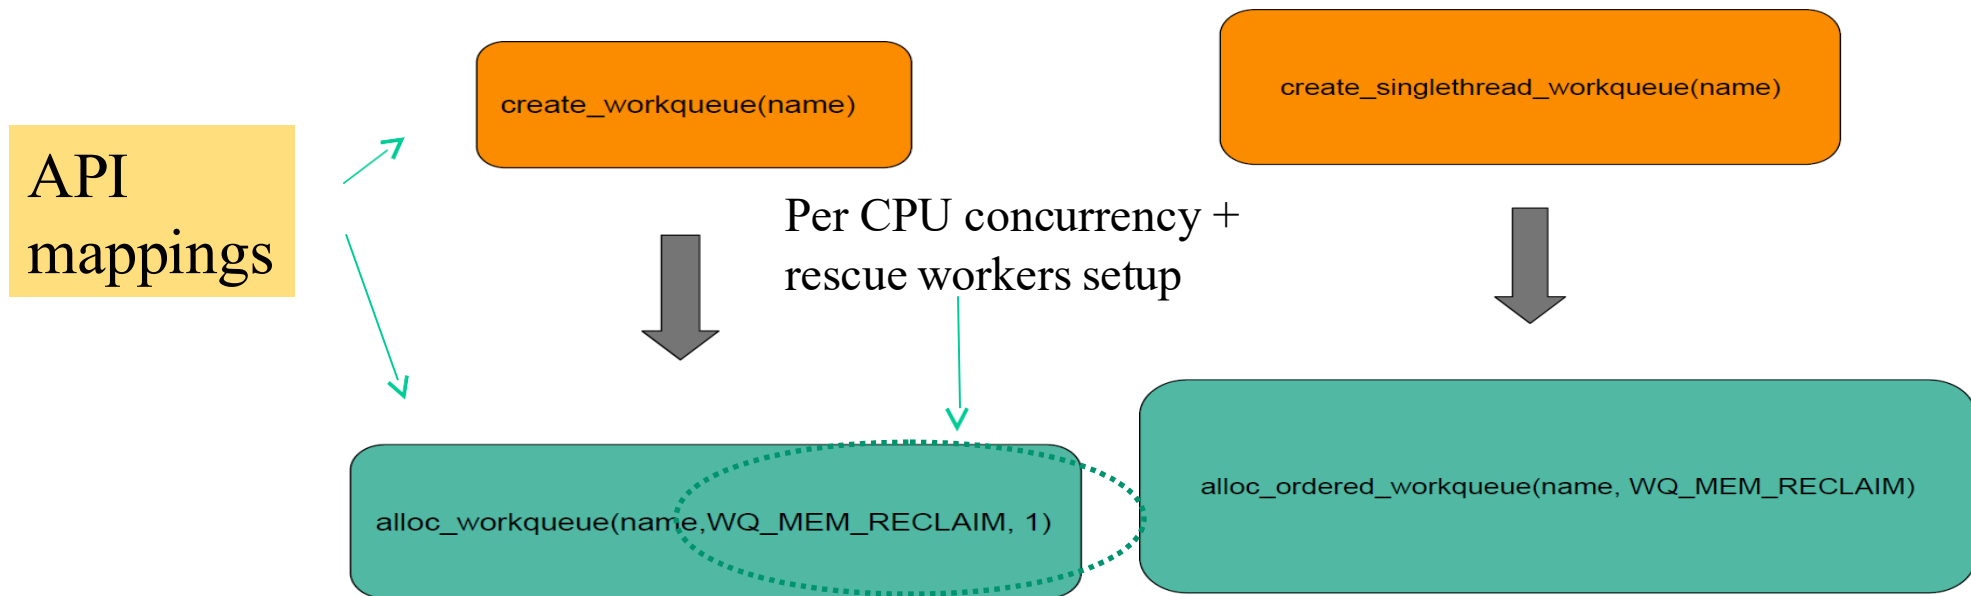 create_workqueue(name)
create_singlethread_workqueue(name)
API
mappings
Per CPU concurrency +
rescue workers setup
alloc_workqueue(name,WQ_MEM_RECLAIM, 1)
alloc_ordered_workqueue(name, WQ_MEM_RECLAIM)